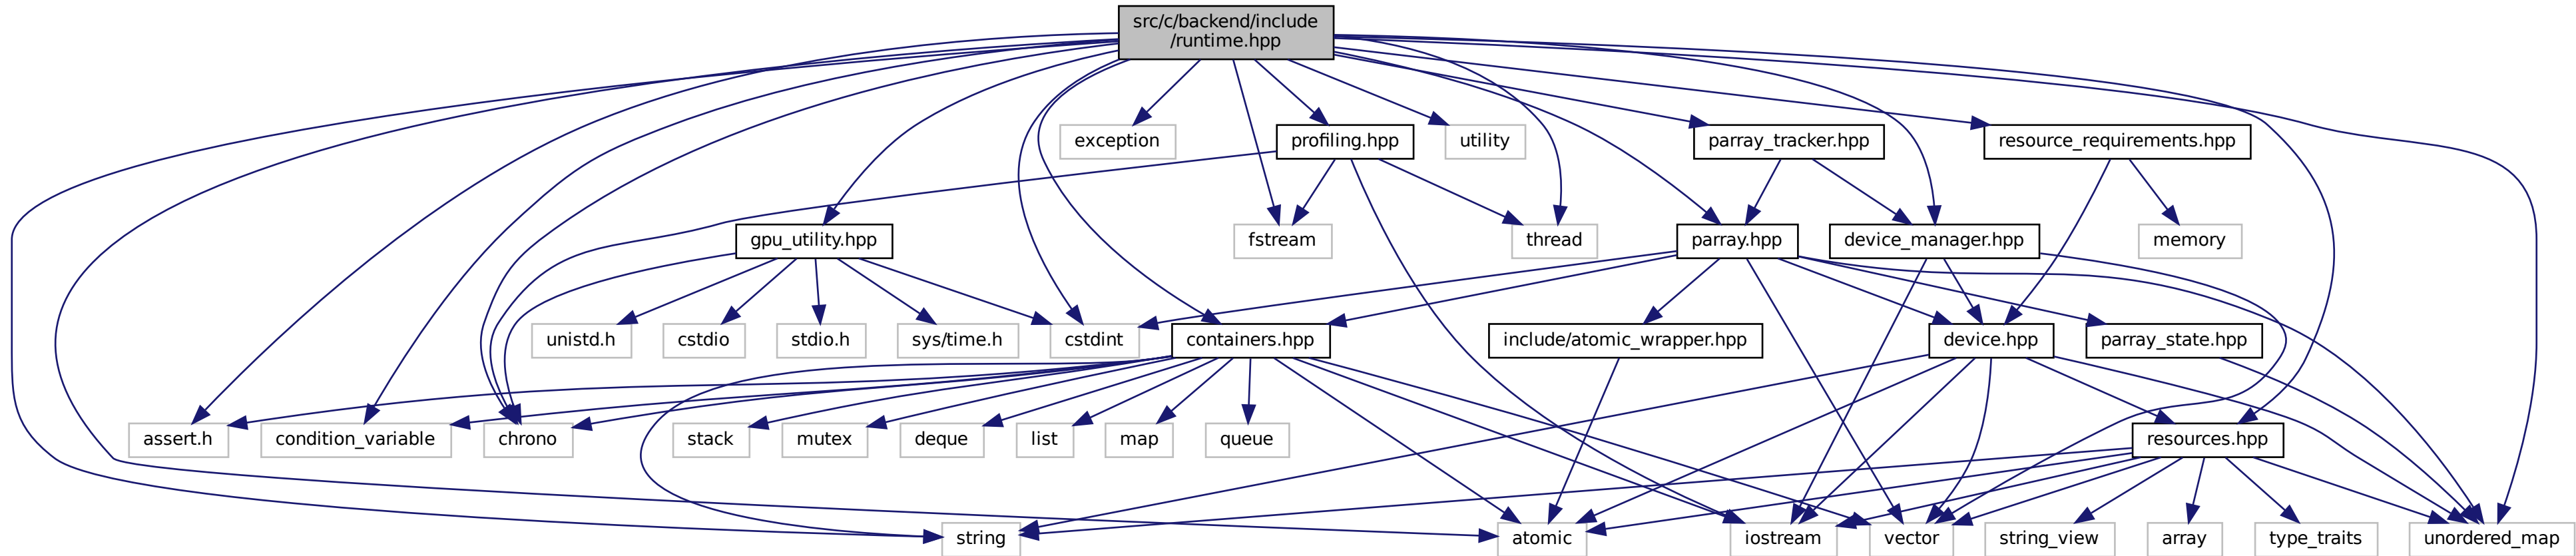 src/c/backend/include
/runtime.hpp
exception
profiling.hpp
utility
parray_tracker.hpp
resource_requirements.hpp
gpu_utility.hpp
fstream
thread
parray.hpp
device_manager.hpp
memory
unistd.h
cstdio
stdio.h
sys/time.h
cstdint
containers.hpp
include/atomic_wrapper.hpp
device.hpp
parray_state.hpp
assert.h
condition_variable
chrono
stack
mutex
deque
list
map
queue
resources.hpp
string
atomic
iostream
vector
string_view
array
type_traits
unordered_map